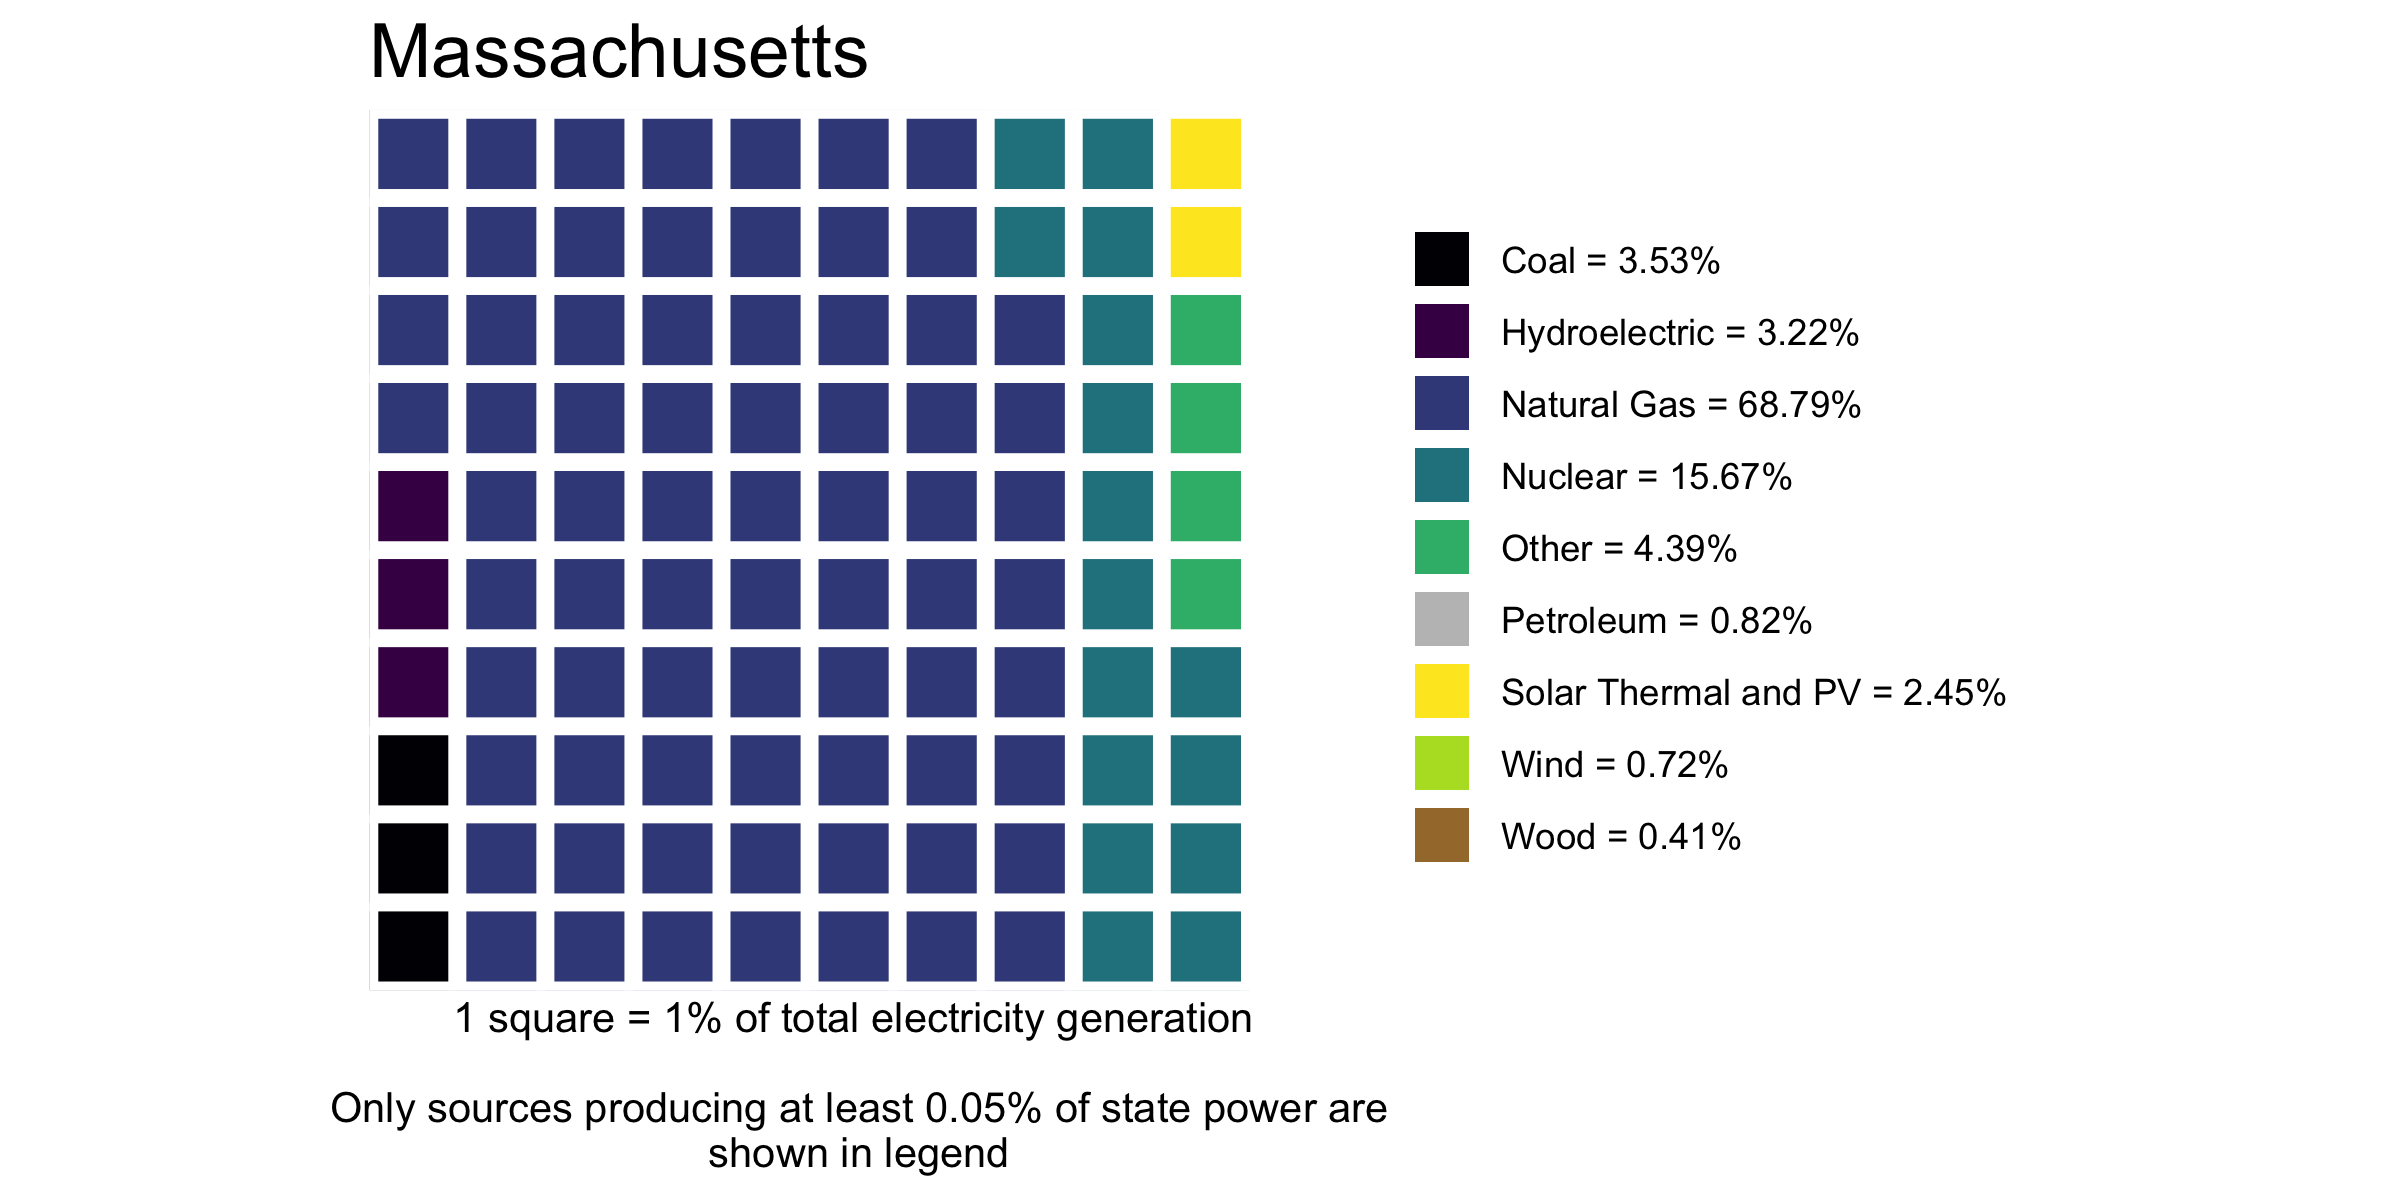 Massachusetts
Coal = 3.53%
Hydroelectric = 3.22%
Natural Gas = 68.79%
Nuclear = 15.67%
Other = 4.39%
Petroleum = 0.82%
Solar Thermal and PV = 2.45%
Wind = 0.72%
Wood = 0.41%
1 square = 1% of total electricity generation
Only sources producing at least 0.05% of state power are
shown in legend